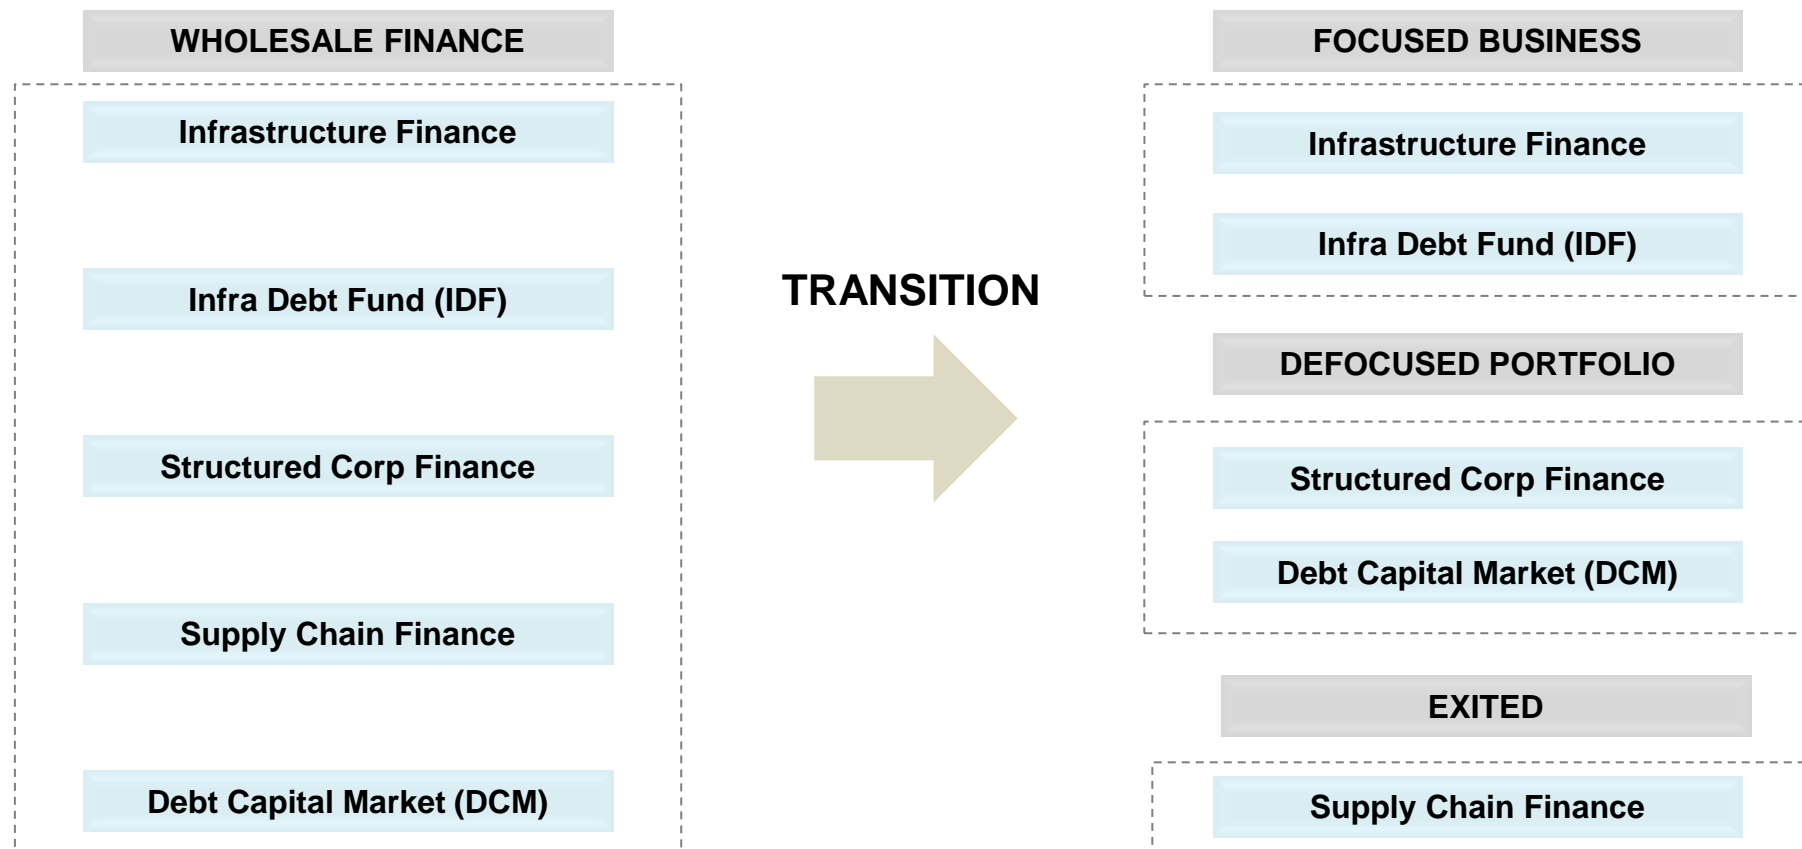 WHOLESALE FINANCE
Infrastructure Finance
Infra Debt Fund (IDF)
Structured Corp Finance
Supply Chain Finance
Debt Capital Market (DCM)
TRANSITION
FOCUSED BUSINESS
Infrastructure Finance
Infra Debt Fund (IDF)
DEFOCUSED PORTFOLIO
Structured Corp Finance
Debt Capital Market (DCM)
EXITED
Supply Chain Finance